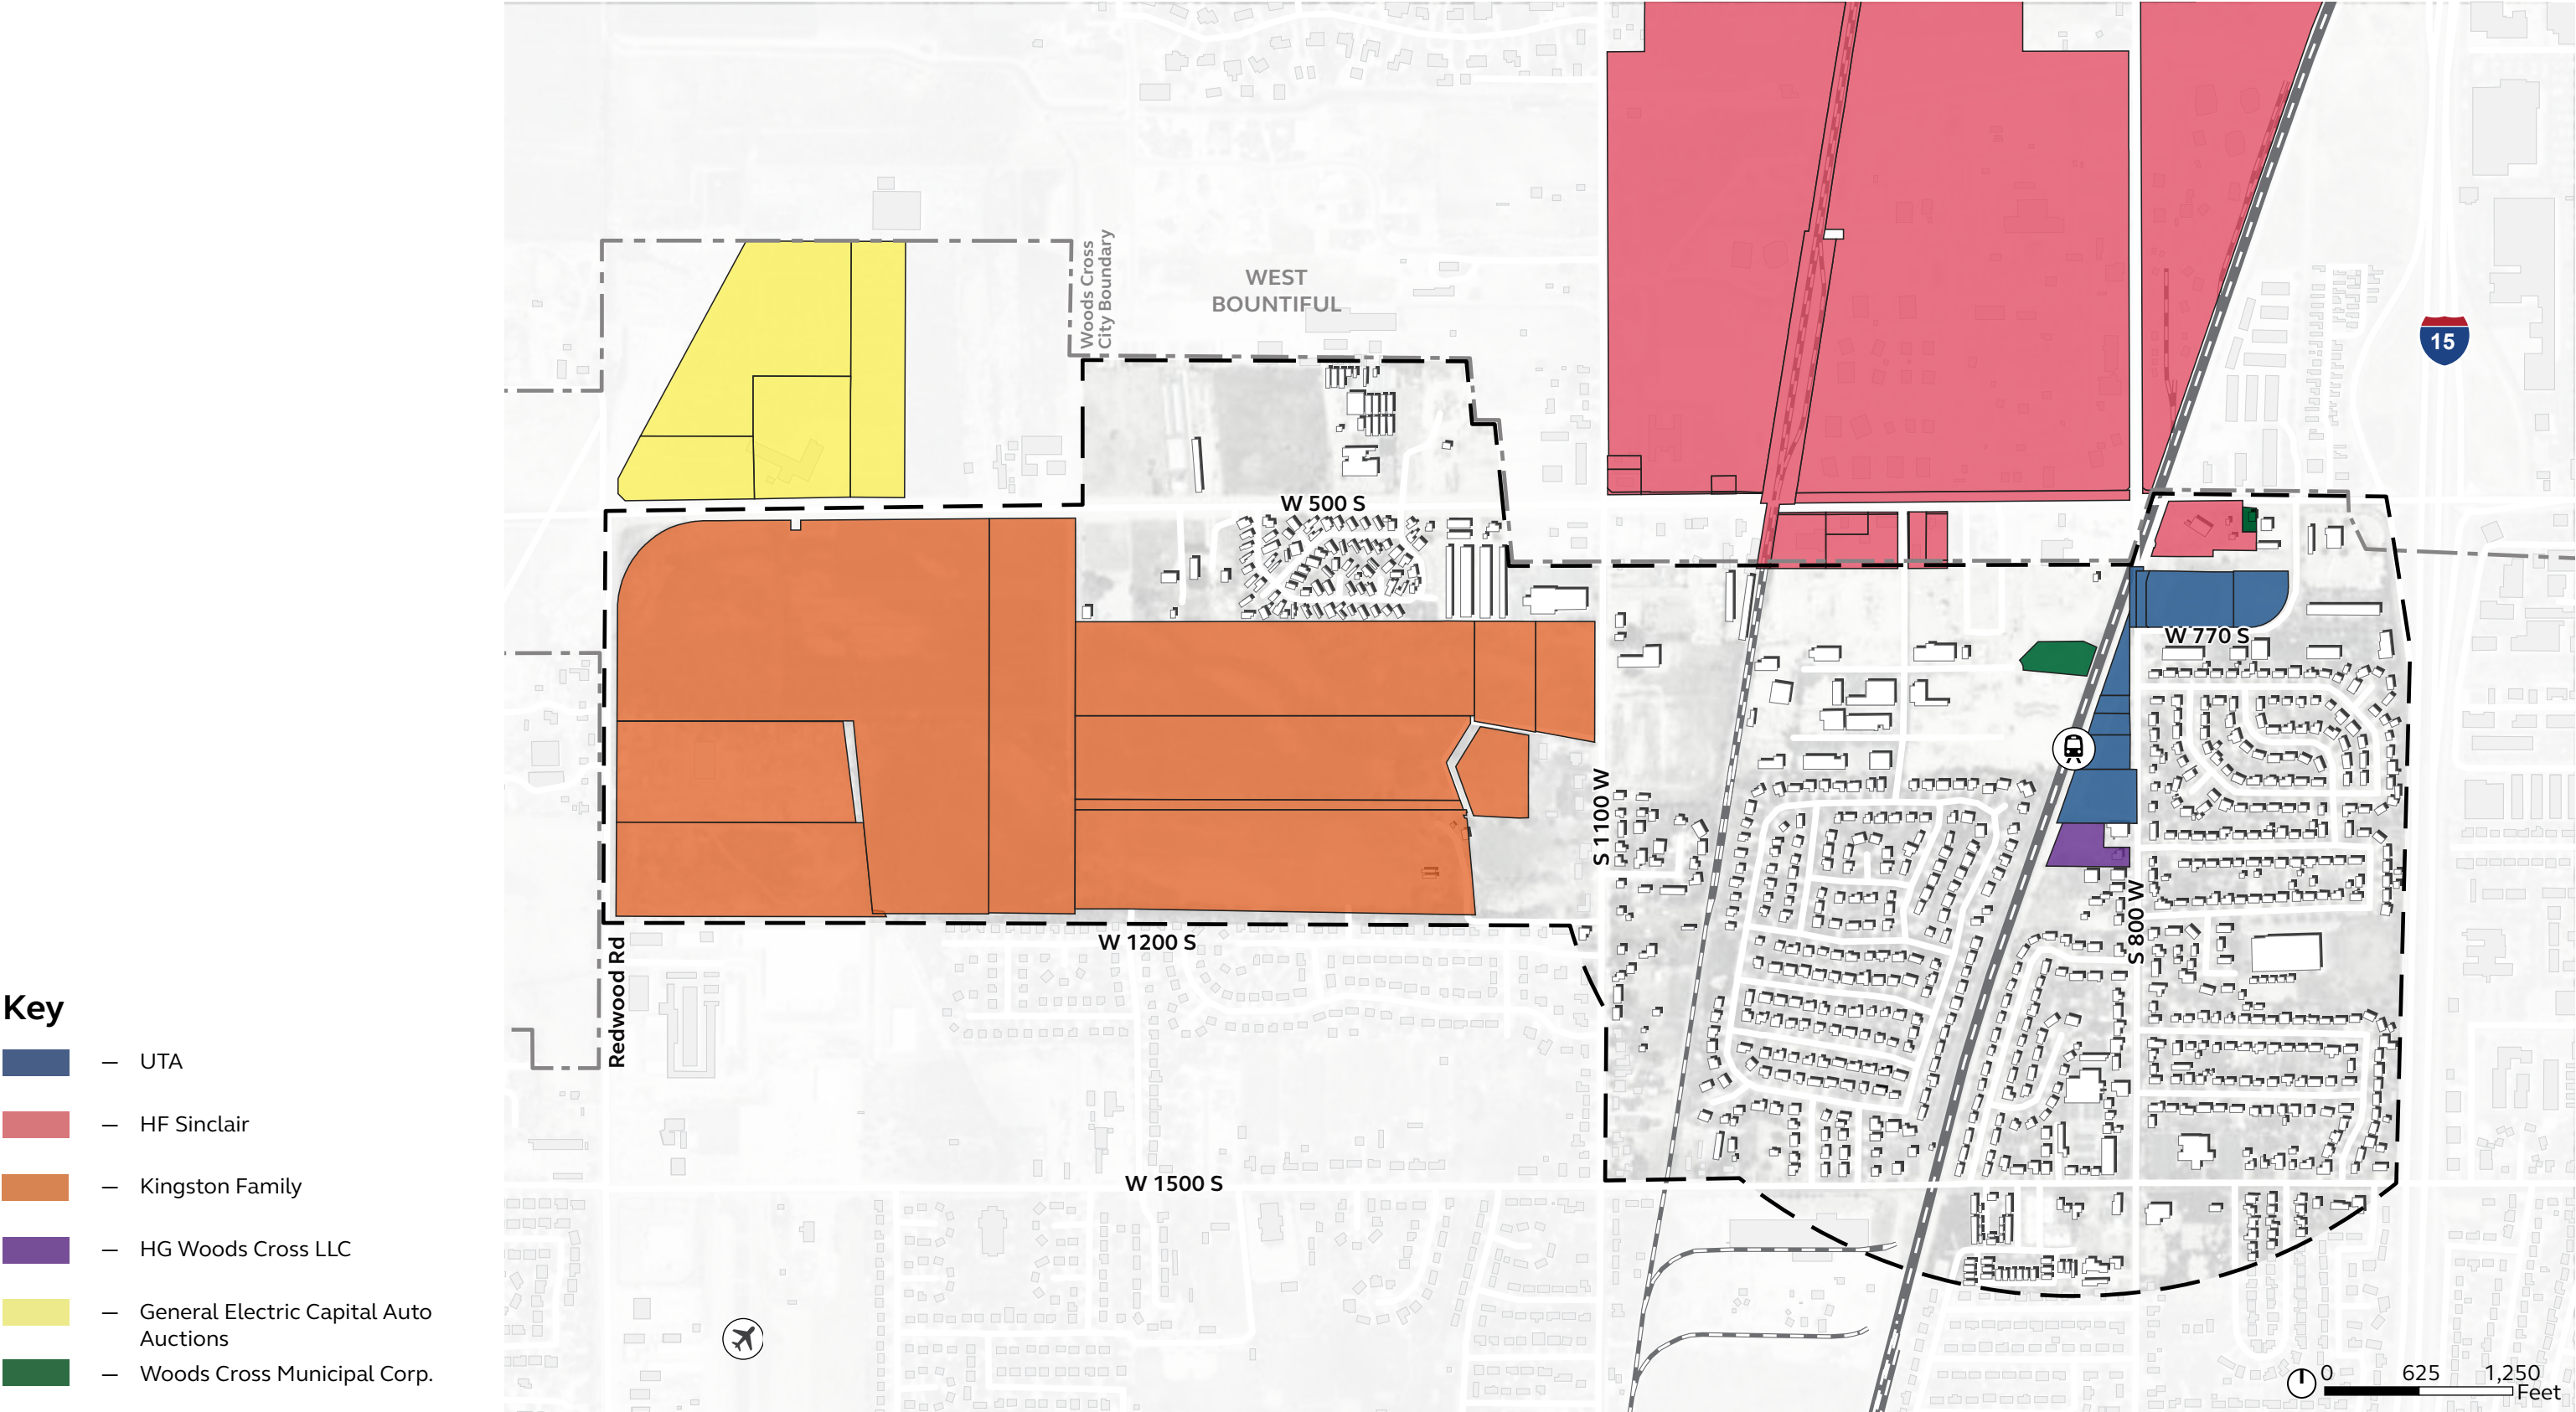 WEST
BOUNTIFUL
Woods Cross
City Boundary
15
W 500 S
W 770 S
S 1100 W
S 800 W
W 1200 S
Redwood Rd
W 1500 S
Key
– UTA
– HF Sinclair
– Kingston Family
– HG Woods Cross LLC
– General Electric Capital Auto
Auctions
– Woods Cross Municipal Corp.
0 625 1,250
Feet